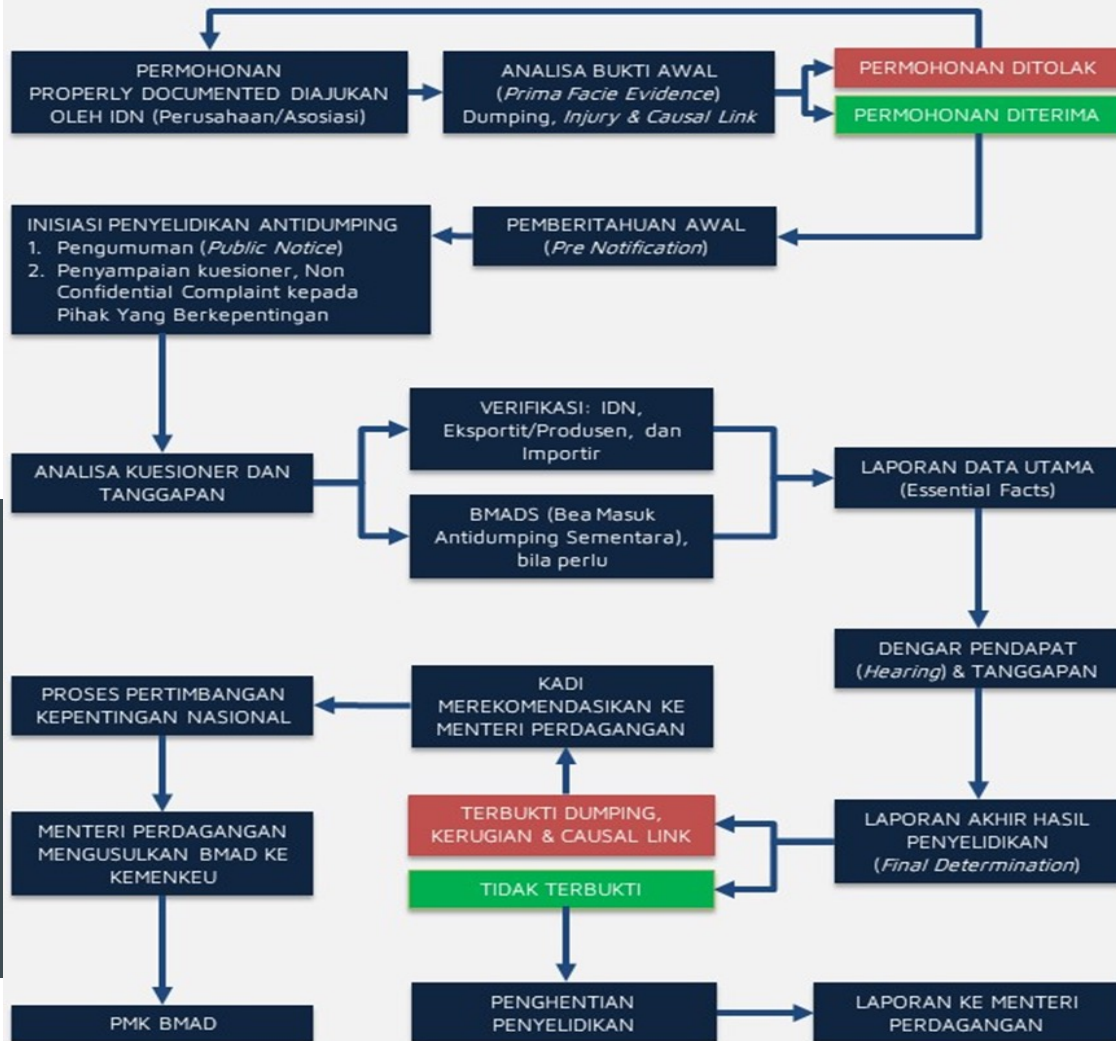 PERMOHONAN
PROPERLY DOCUMENTED DIAJUKAN
OLEH IDN (Perusahaan/Asosiasi)
ANALISA BUKTI AWAL
(Prima Facie Evidence)
Dumping, Injury & Causal Link
PERMOHONAN DITOLAK
PERMOHONAN DITERIMA
PEMBERITAHUAN AWAL
(Pre Notification)
INISIASI PENYELIDIKAN ANTIDUMPING
1. Pengumuman (Public Notice)
2. Penyampaian kuesioner, Non
Confidential Complaint kepada
Pihak Yang Berkepentingan
ANALISA KUESIONER DAN
TANGGAPAN
VERIFIKASI: IDN,
Eksportit/Produsen, dan
Importir
BMADS (Bea Masuk
Antidumping Sementara),
bila perlu
LAPORAN DATA UTAMA
(Essential Facts)
DENGAR PENDAPAT
(Hearing) & TANGGAPAN
LAPORAN AKHIR HASIL
PENYELIDIKAN
(Final Determination)
TERBUKTI DUMPING,
KERUGIAN & CAUSAL LINK
TIDAK TERBUKTI
KADI
MEREKOMENDASIKAN KE
MENTERI PERDAGANGAN
PROSES PERTIMBANGAN
KEPENTINGAN NASIONAL
MENTERI PERDAGANGAN
MENGUSULKAN BMAD KE
KEMENKEU
PMK BMAD
PENGHENTIAN
PENYELIDIKAN
LAPORAN KE MENTERI
PERDAGANGAN